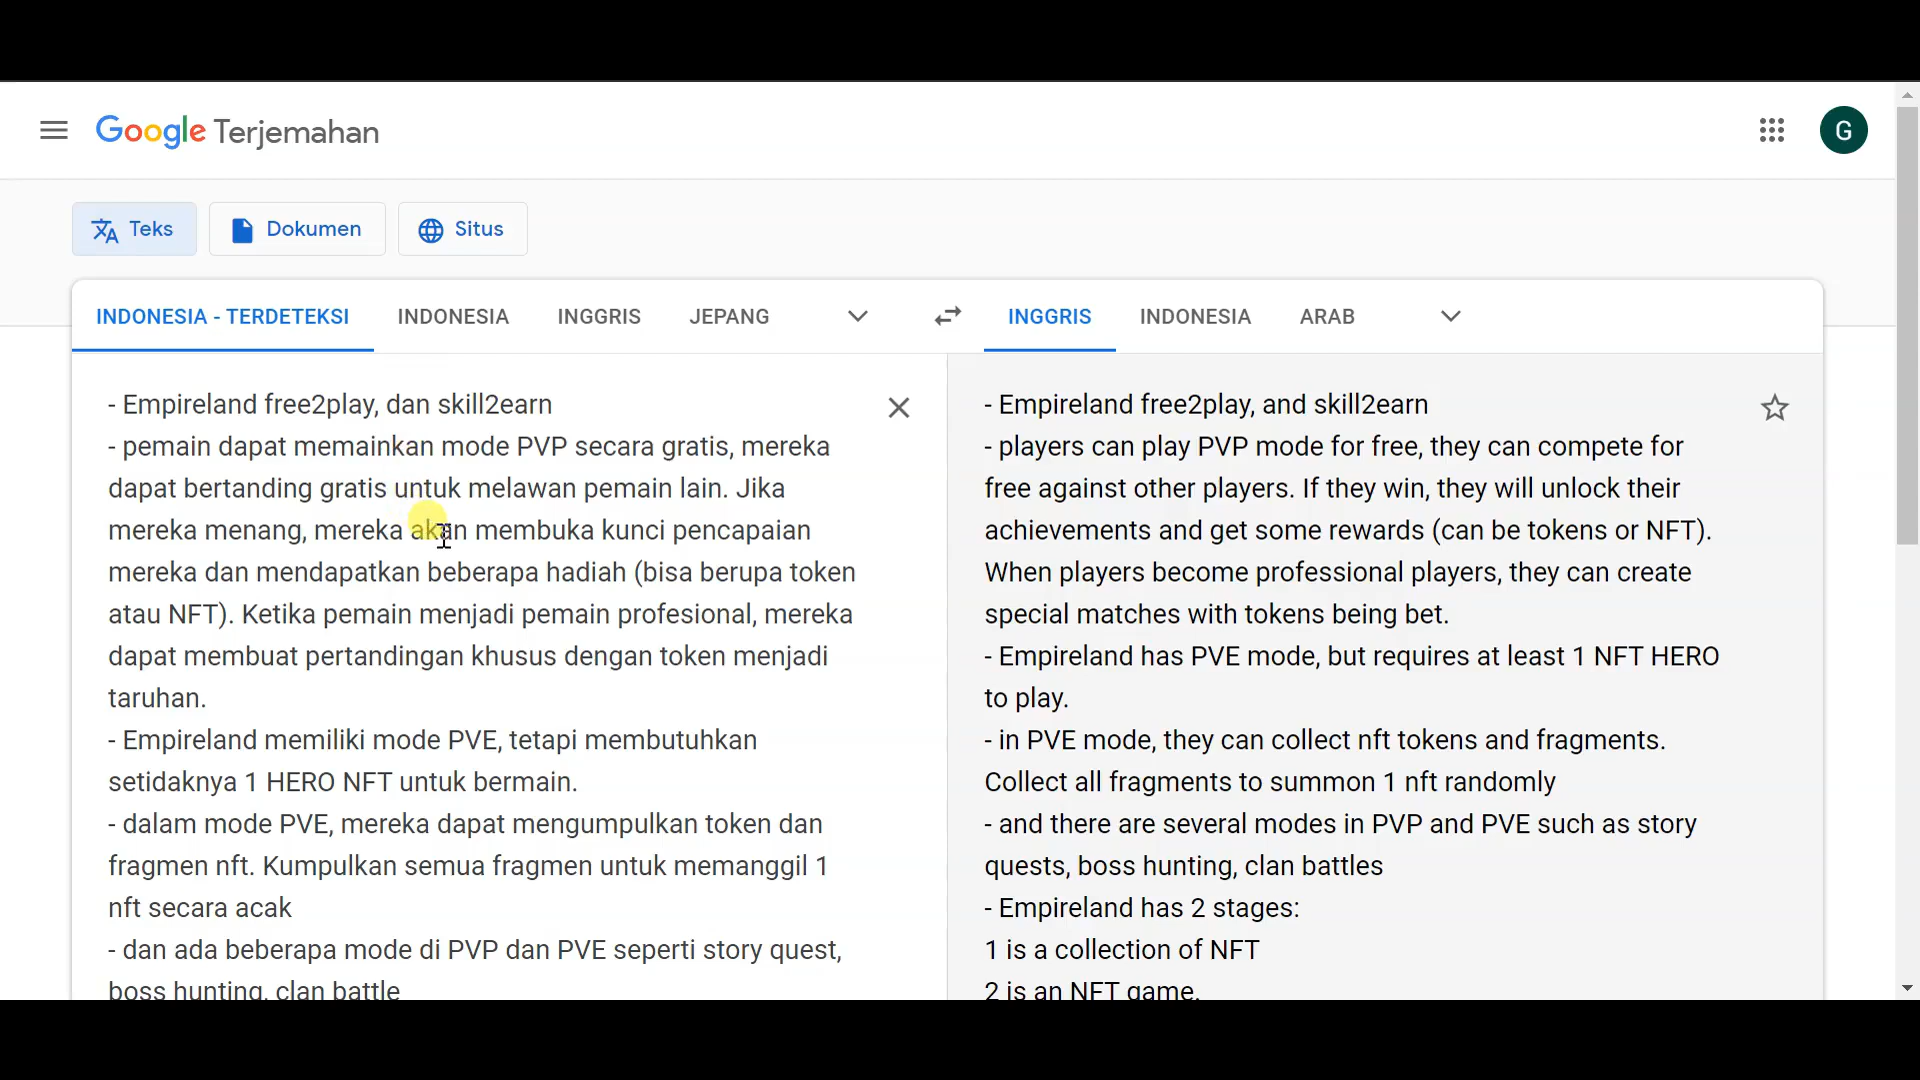 Google Terjemahan
G
Teks
Dokumen
Situs
INDONESIA - TERDETEKSI
INDONESIA
INGGRIS
JEPANG
INGGRIS
INDONESIA
ARAB
- Empireland free2play, dan skill2earn
- pemain dapat memainkan mode PVP secara gratis, mereka
dapat bertanding gratis untuk melawan pemain lain. Jika
mereka menang, mereka akan membuka kunci pencapaian
mereka dan mendapatkan beberapa hadiah (bisa berupa token
atau NFT). Ketika pemain menjadi pemain profesional, mereka
dapat membuat pertandingan khusus dengan token menjadi
taruhan.
- Empireland memiliki mode PVE, tetapi membutuhkan
setidaknya 1 HERO NFT untuk bermain.
- dalam mode PVE, mereka dapat mengumpulkan token dan
fragmen nft. Kumpulkan semua fragmen untuk memanggil 1
nft secara acak
- dan ada beberapa mode di PVP dan PVE seperti story quest,
boss hunting, clan battle
- Empireland free2play, and skill2earn
- players can play PVP mode for free, they can compete for
free against other players. If they win, they will unlock their
achievements and get some rewards (can be tokens or NFT).
When players become professional players, they can create
special matches with tokens being bet.
- Empireland has PVE mode, but requires at least 1 NFT HERO
to play.
- in PVE mode, they can collect nft tokens and fragments.
Collect all fragments to summon 1 nft randomly
- and there are several modes in PVP and PVE such as story
quests, boss hunting, clan battles
- Empireland has 2 stages:
1 is a collection of NFT
2 is an NFT game.